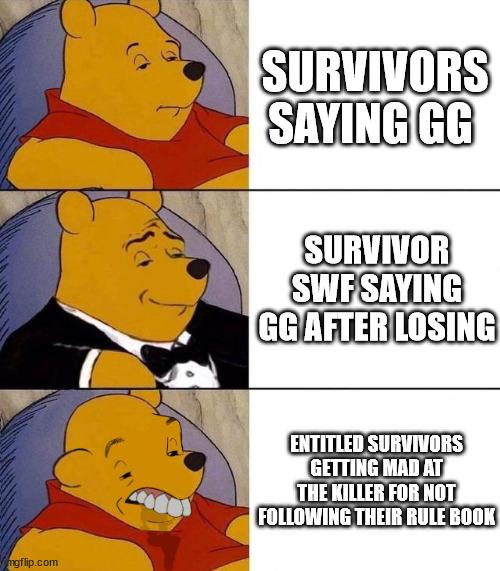 SURVIVORS
SAYING GG
SURVIVOR
SWF SAYING
GG AFTER LOSING
ENTITLED SURVIVORS
GETTING MAD AT
THE KILLER FOR NOT
FOLLOWING THEIR RULE BOOK
imgflip.com